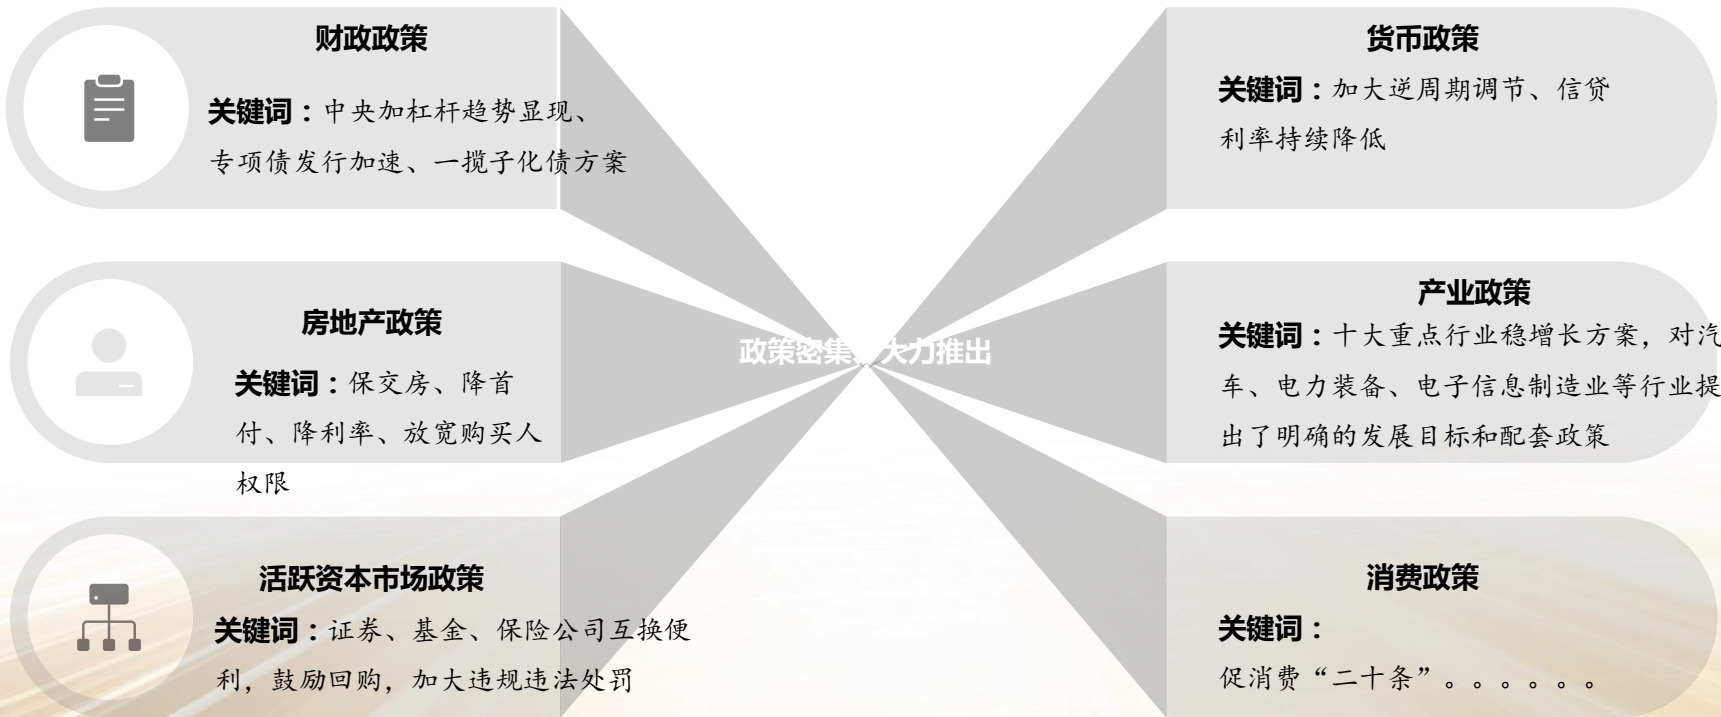 财政政策
关键词：中央加杠杆趋势显现、
专项债发行加速、一揽子化债方案
房地产政策
关键词：保交房、降首
付、降利率、放宽购买人
权限
活跃资本市场政策
关键词：证券、基金、保险公司互换便
利，鼓励回购，加大违规违法处罚
政策密集、大力推出
货币政策
关键词：加大逆周期调节、信贷
利率持续降低
产业政策
关键词：十大重点行业稳增长方案，对汽
车、电力装备、电子信息制造业等行业提
出了明确的发展目标和配套政策
消费政策
关键词：
促消费“二十条”。。。。。。